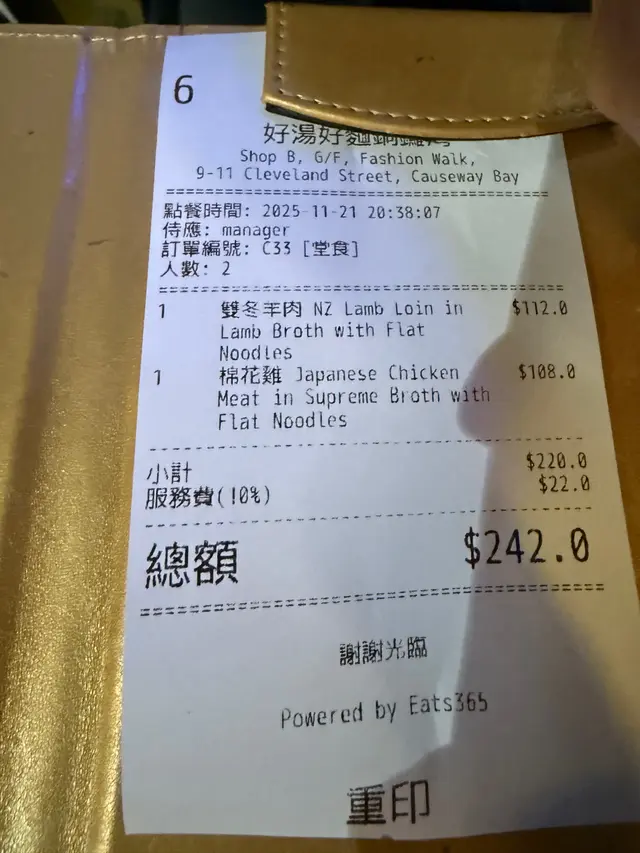 6
好湯好麵銅鑼灣
Shop B, G/F, Fashion Walk,
9-11 Cleveland Street, Causeway Bay
點餐時間: 2025-11-21 20:38:07
侍應: manager
訂單編號: C33 [堂食]
人數: 2
1 雙冬羊肉 NZ Lamb Loin in $112.0
Lamb Broth with Flat
Noodles
1 棉花雞 Japanese Chicken $108.0
Meat in Supreme Broth with
Flat Noodles
小計 $220.0
服務費(10%) $22.0
總額 $242.0
謝謝光臨
Powered by Eats365
重印